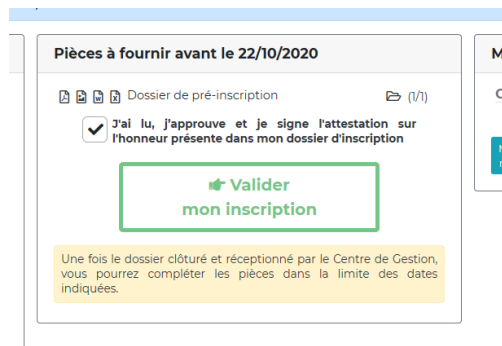 Pièces à fournir avant le 22/10/2020
Dossier de pré-inscription (1/1)
J'ai lu, j'approuve et je signe l'attestation sur
l'honneur présente dans mon dossier d'inscription
Valider
mon inscription
Une fois le dossier clôturé et réceptionné par le Centre de Gestion,
vous pourrez compléter les pièces dans la limite des dates
indiquées.